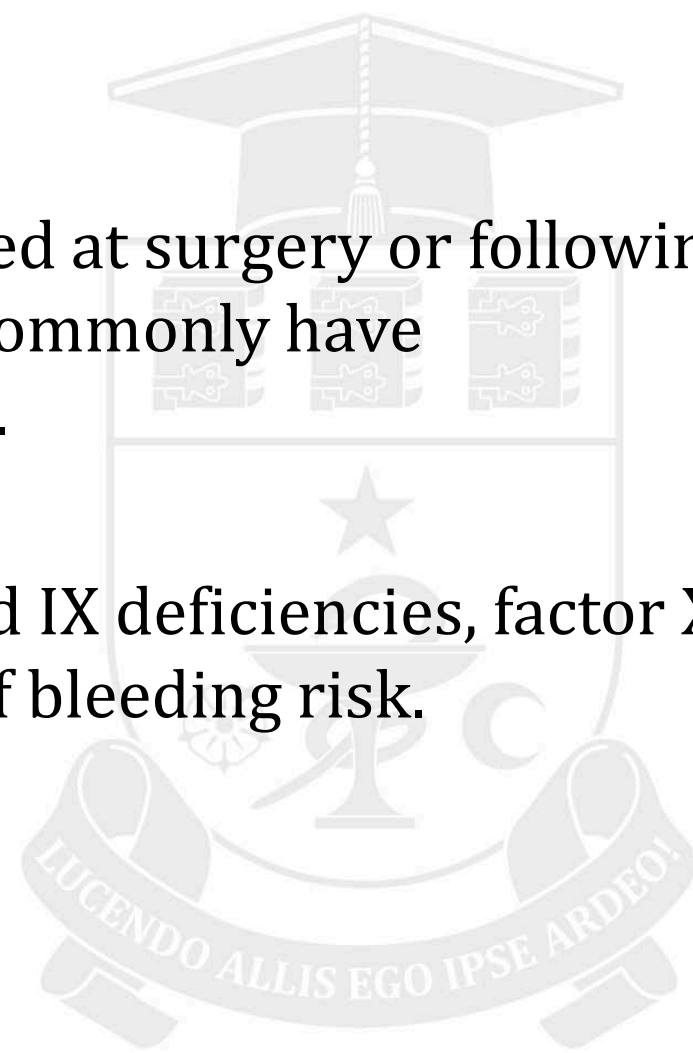 ed at surgery or followin
ommonly have
.
d IX deficiencies, factor X
f bleeding risk.
LUCENDO ALLIS EGO IPSE ARDEO!